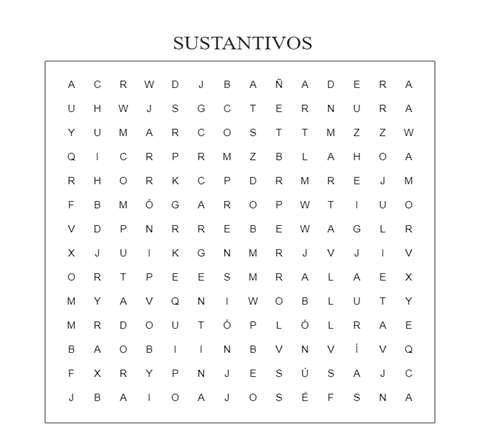 SUSTANTIVOS
A C R W D J B A Ñ A D E R A
U H W J S G C T E R N U R A
Y U M A R C O S T T M Z Z W
Q I C R P R M Z B L A H O A
R H O R K C P D R M R E J M
F B M Ó G A R O P W T I U O
V D P N R R E B E W A G L R
X J U I K G N M R J V J I V
O R T P E E S M R A L A E X
M Y A V Q N I W O B L U T Y
M R D O U T Ó P L Ó L R A E
B A O B I I N B V N V Í V Q
F X R Y P N J E S Ú S A J C
J B A I O A J O S É F S N A